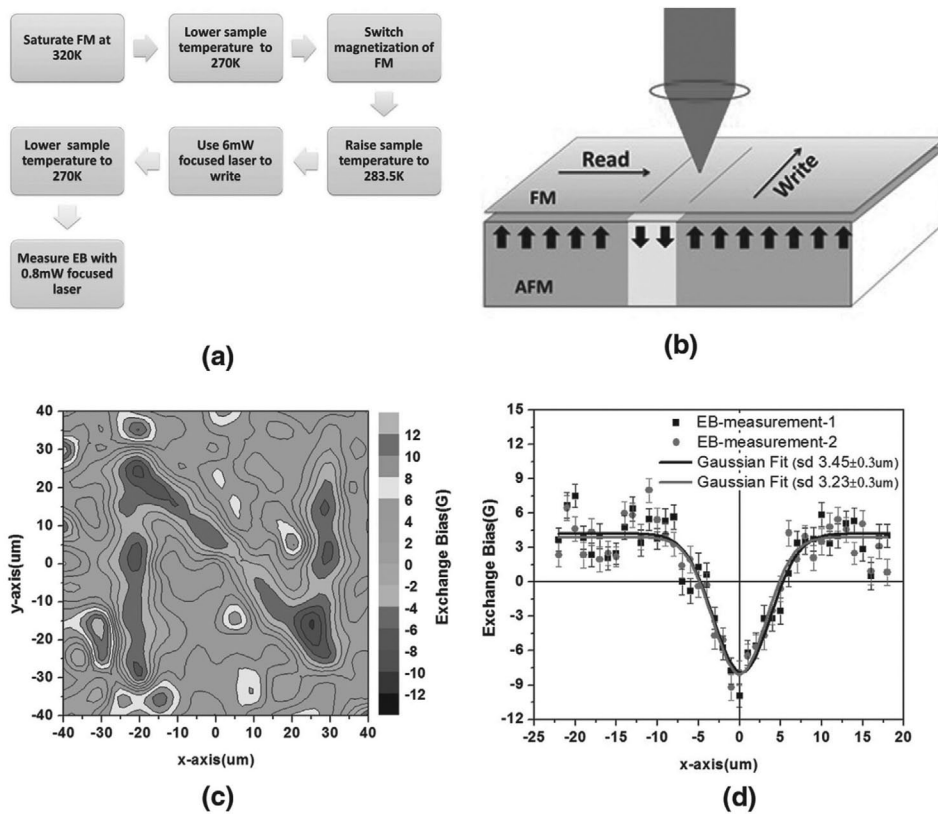 Saturate FM at
320K
Lower sample
temperature to
270K
Switch
magnetization of
FM
Lower sample
temperature to
270K
Use 6mW
focused laser to
write
Raise sample
temperature to
283.5K
Measure EB with
0.8mW focused
laser
(a)
Read
Write
FM
AFM
(b)
40
30
20
10
0
-10
-20
-30
-40
-40 -30 -20 -10 0 10 20 30 40
y-axis(um)
x-axis(um)
12
10
8
6
4
2
0
-2
-4
-6
-8
-10
-12
Exchange Bias(G)
(c)
15
12
9
6
3
0
-3
-6
-9
-12
-25 -20 -15 -10 -5 0 5 10 15 20
Exchange Bias(G)
x-axis(um)
EB-measurement-1
EB-measurement-2
Gaussian Fit (sd 3.45±0.3um)
Gaussian Fit (sd 3.23±0.3um)
(d)